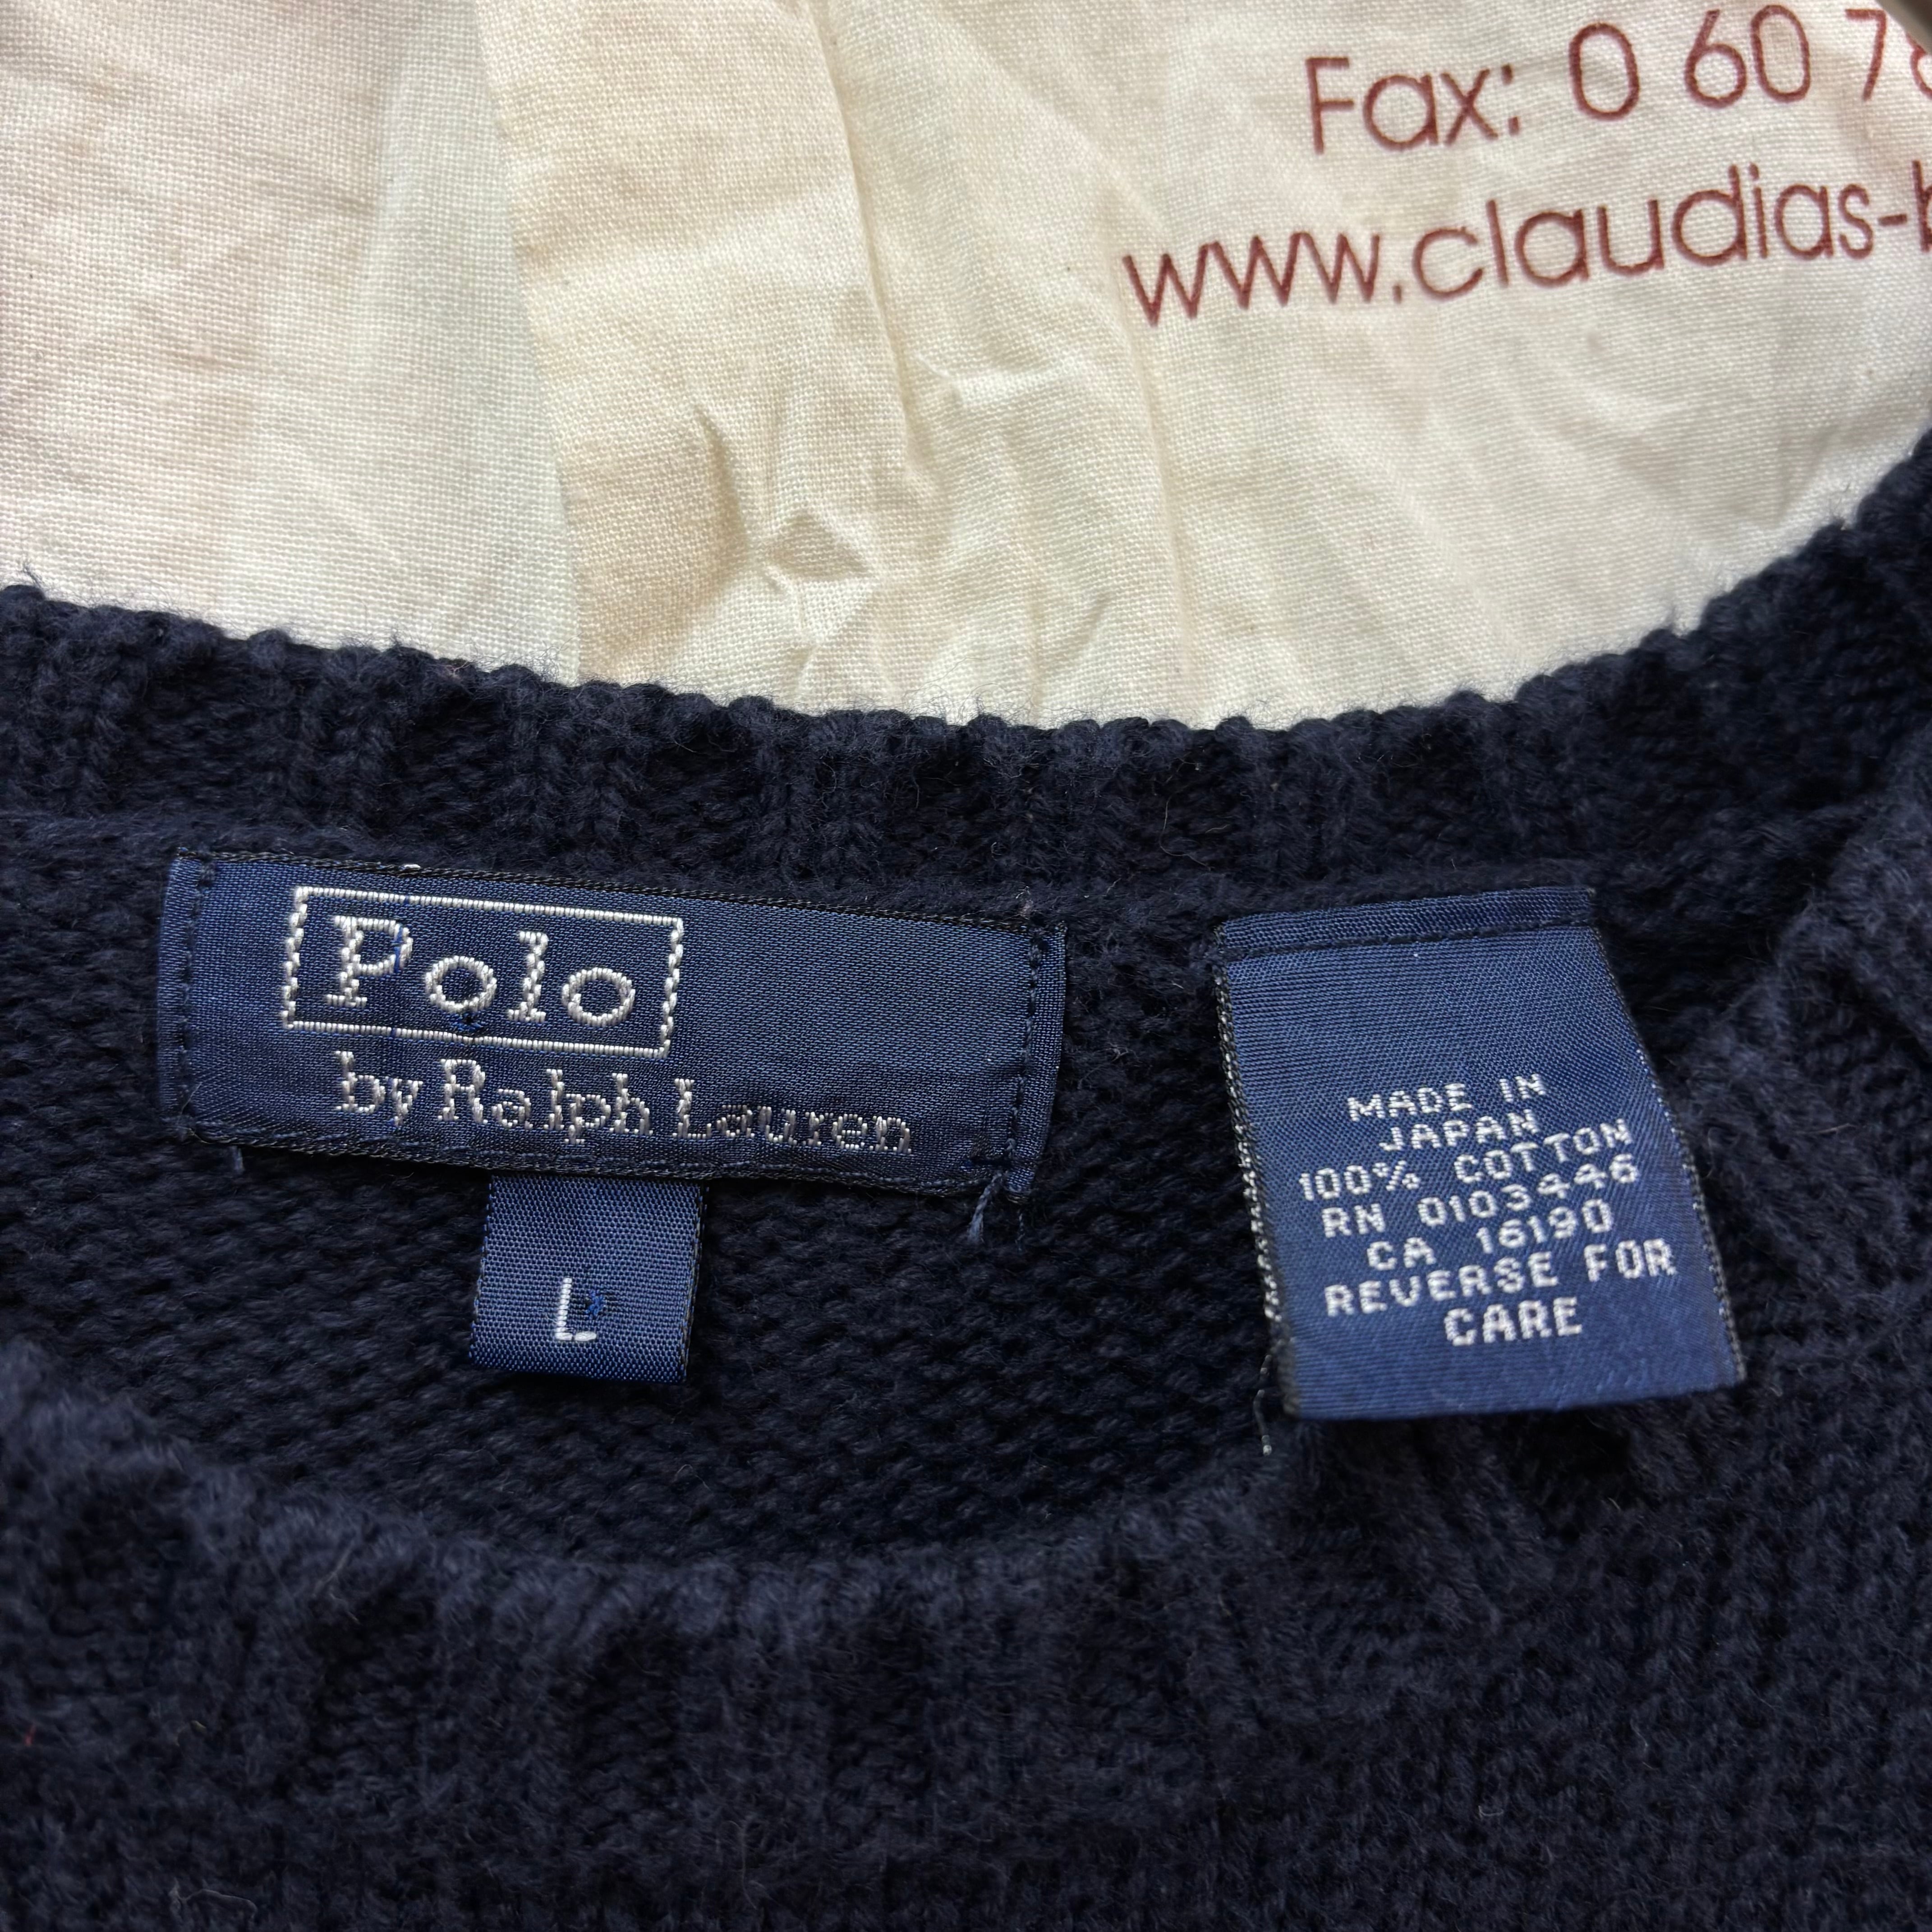 Fax: 0 60 78
www.claudias-b
Polo
by Ralph Lauren
L
MADE IN
JAPAN
100% COTTON
RN 0103446
CA 16190
REVERSE FOR
CARE